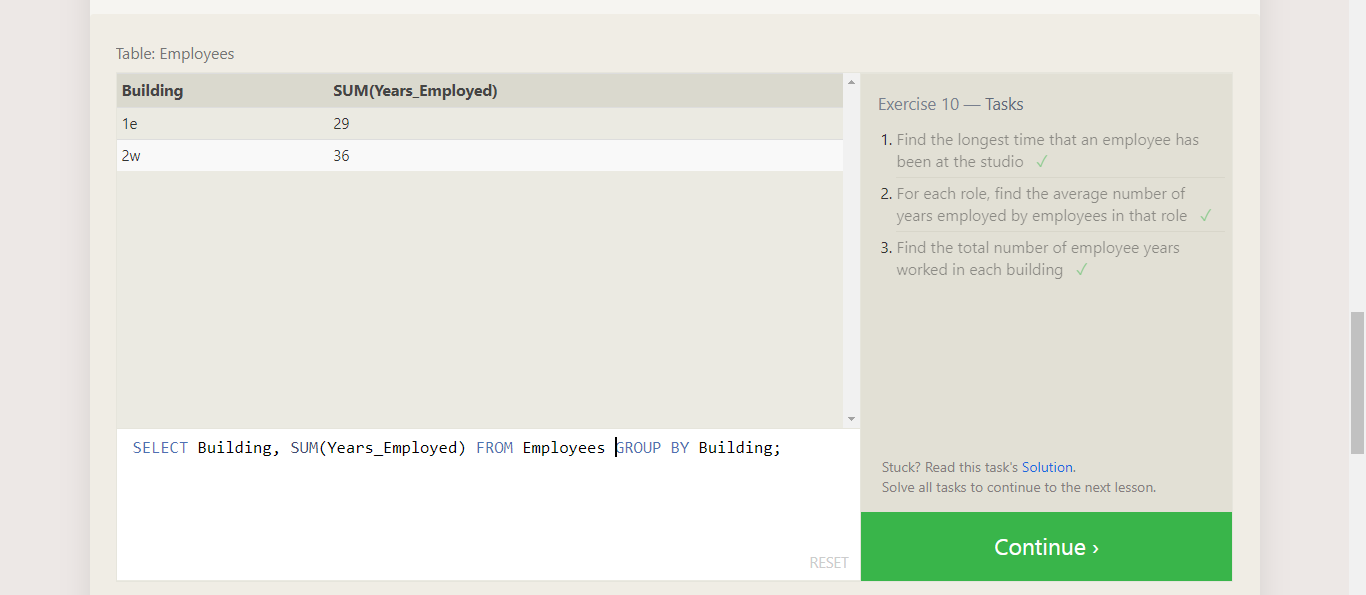 Table: Employees
Building SUM(Years_Employed)
1e 29
2w 36
SELECT Building, SUM(Years_Employed) FROM Employees GROUP BY Building;
RESET
Exercise 10 — Tasks
1. Find the longest time that an employee has
been at the studio ✓
2. For each role, find the average number of
years employed by employees in that role ✓
3. Find the total number of employee years
worked in each building ✓
Stuck? Read this task's Solution.
Solve all tasks to continue to the next lesson.
Continue ›